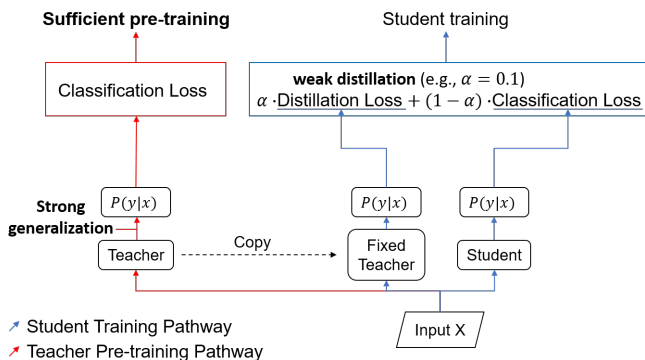 Sufficient pre-training
Student training
Classification Loss
weak distillation (e.g., α = 0.1)
α ·Distillation Loss + (1 − α) ·Classification Loss
P(y|x)
P(y|x)
P(y|x)
Strong
generalization
Teacher
Copy
Fixed
Teacher
Student
Input X
Student Training Pathway
Teacher Pre-training Pathway